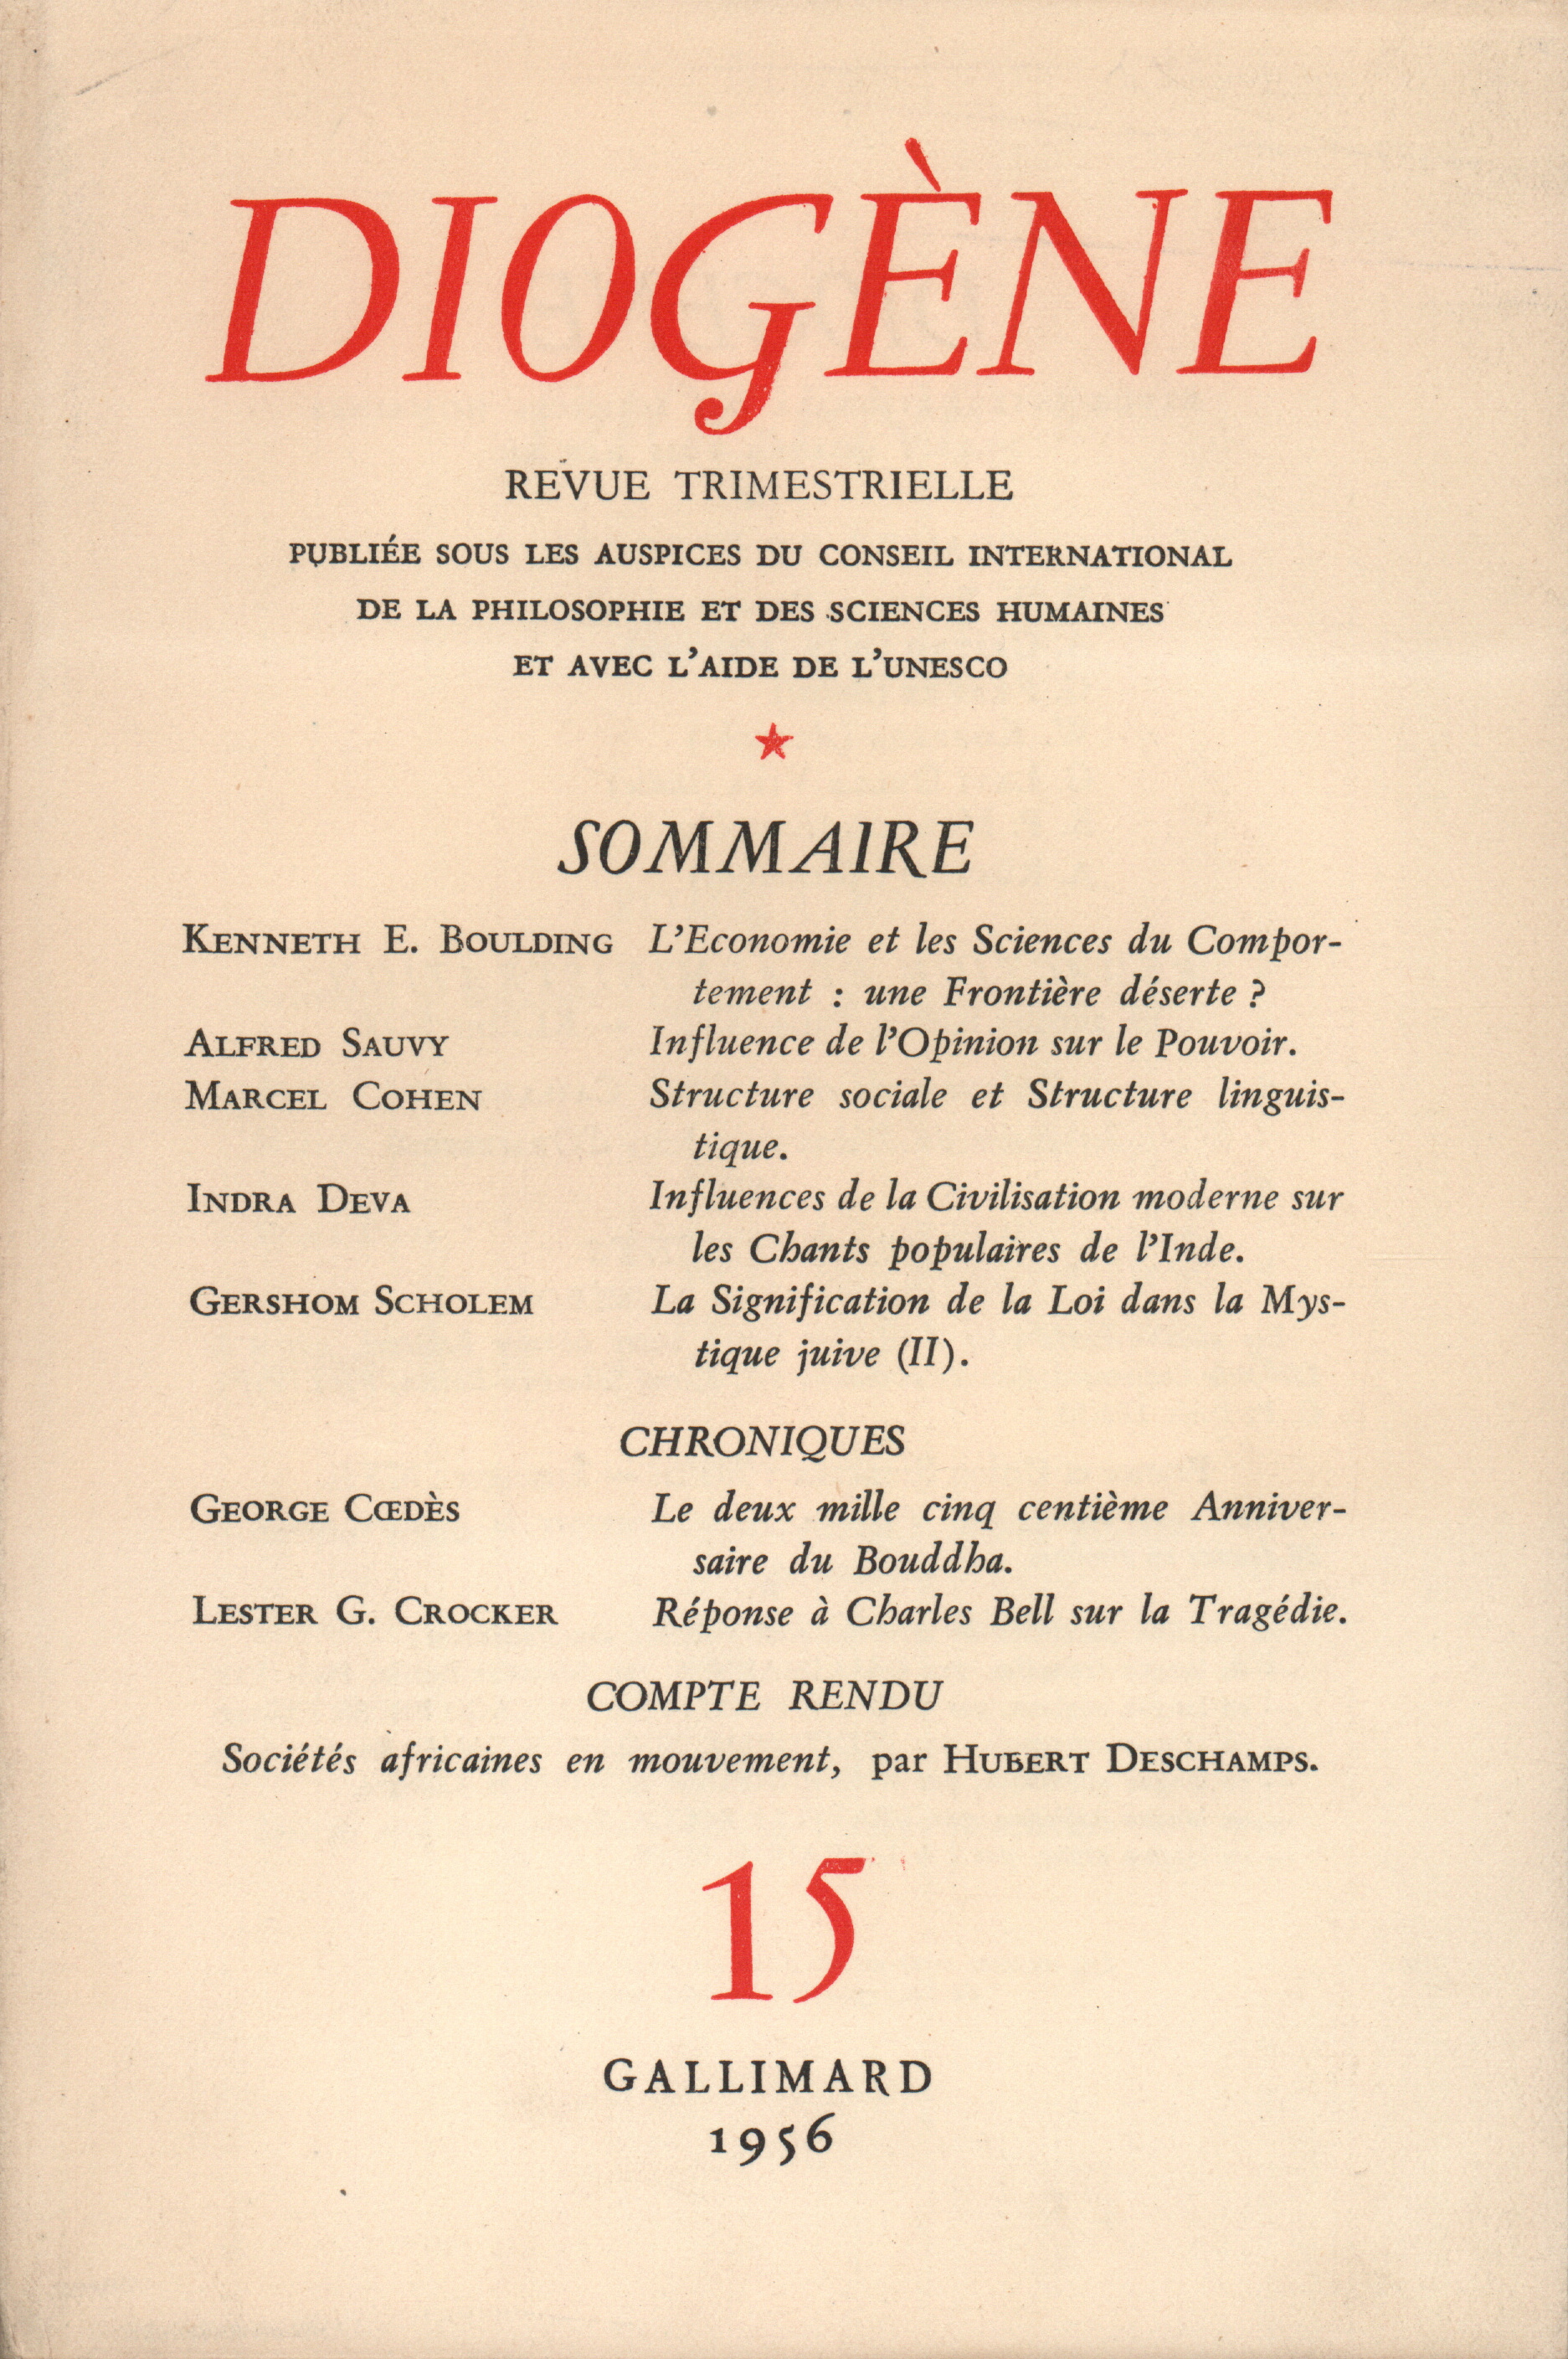 DIOGÈNE
REVUE TRIMESTRIELLE
PUBLIÉE SOUS LES AUSPICES DU CONSEIL INTERNATIONAL
DE LA PHILOSOPHIE ET DES SCIENCES HUMAINES
ET AVEC L'AIDE DE L'UNESCO
SOMMAIRE
KENNETH E. BOULDING L'Economie et les Sciences du Compor-
tement : une Frontière déserte ?
ALFRED SAUVY Influence de l'Opinion sur le Pouvoir.
MARCEL COHEN Structure sociale et Structure linguis-
tique.
INDRA DEVA Influences de la Civilisation moderne sur
les Chants populaires de l'Inde.
GERSHOM SCHOLEM La Signification de la Loi dans la Mys-
tique juive (II).
CHRONIQUES
GEORGE CŒDÈS Le deux mille cinq centième Anniver-
saire du Bouddha.
LESTER G. CROCKER Réponse à Charles Bell sur la Tragédie.
COMPTE RENDU
Sociétés africaines en mouvement, par HUBERT DESCHAMPS.
15
GALLIMARD
1956